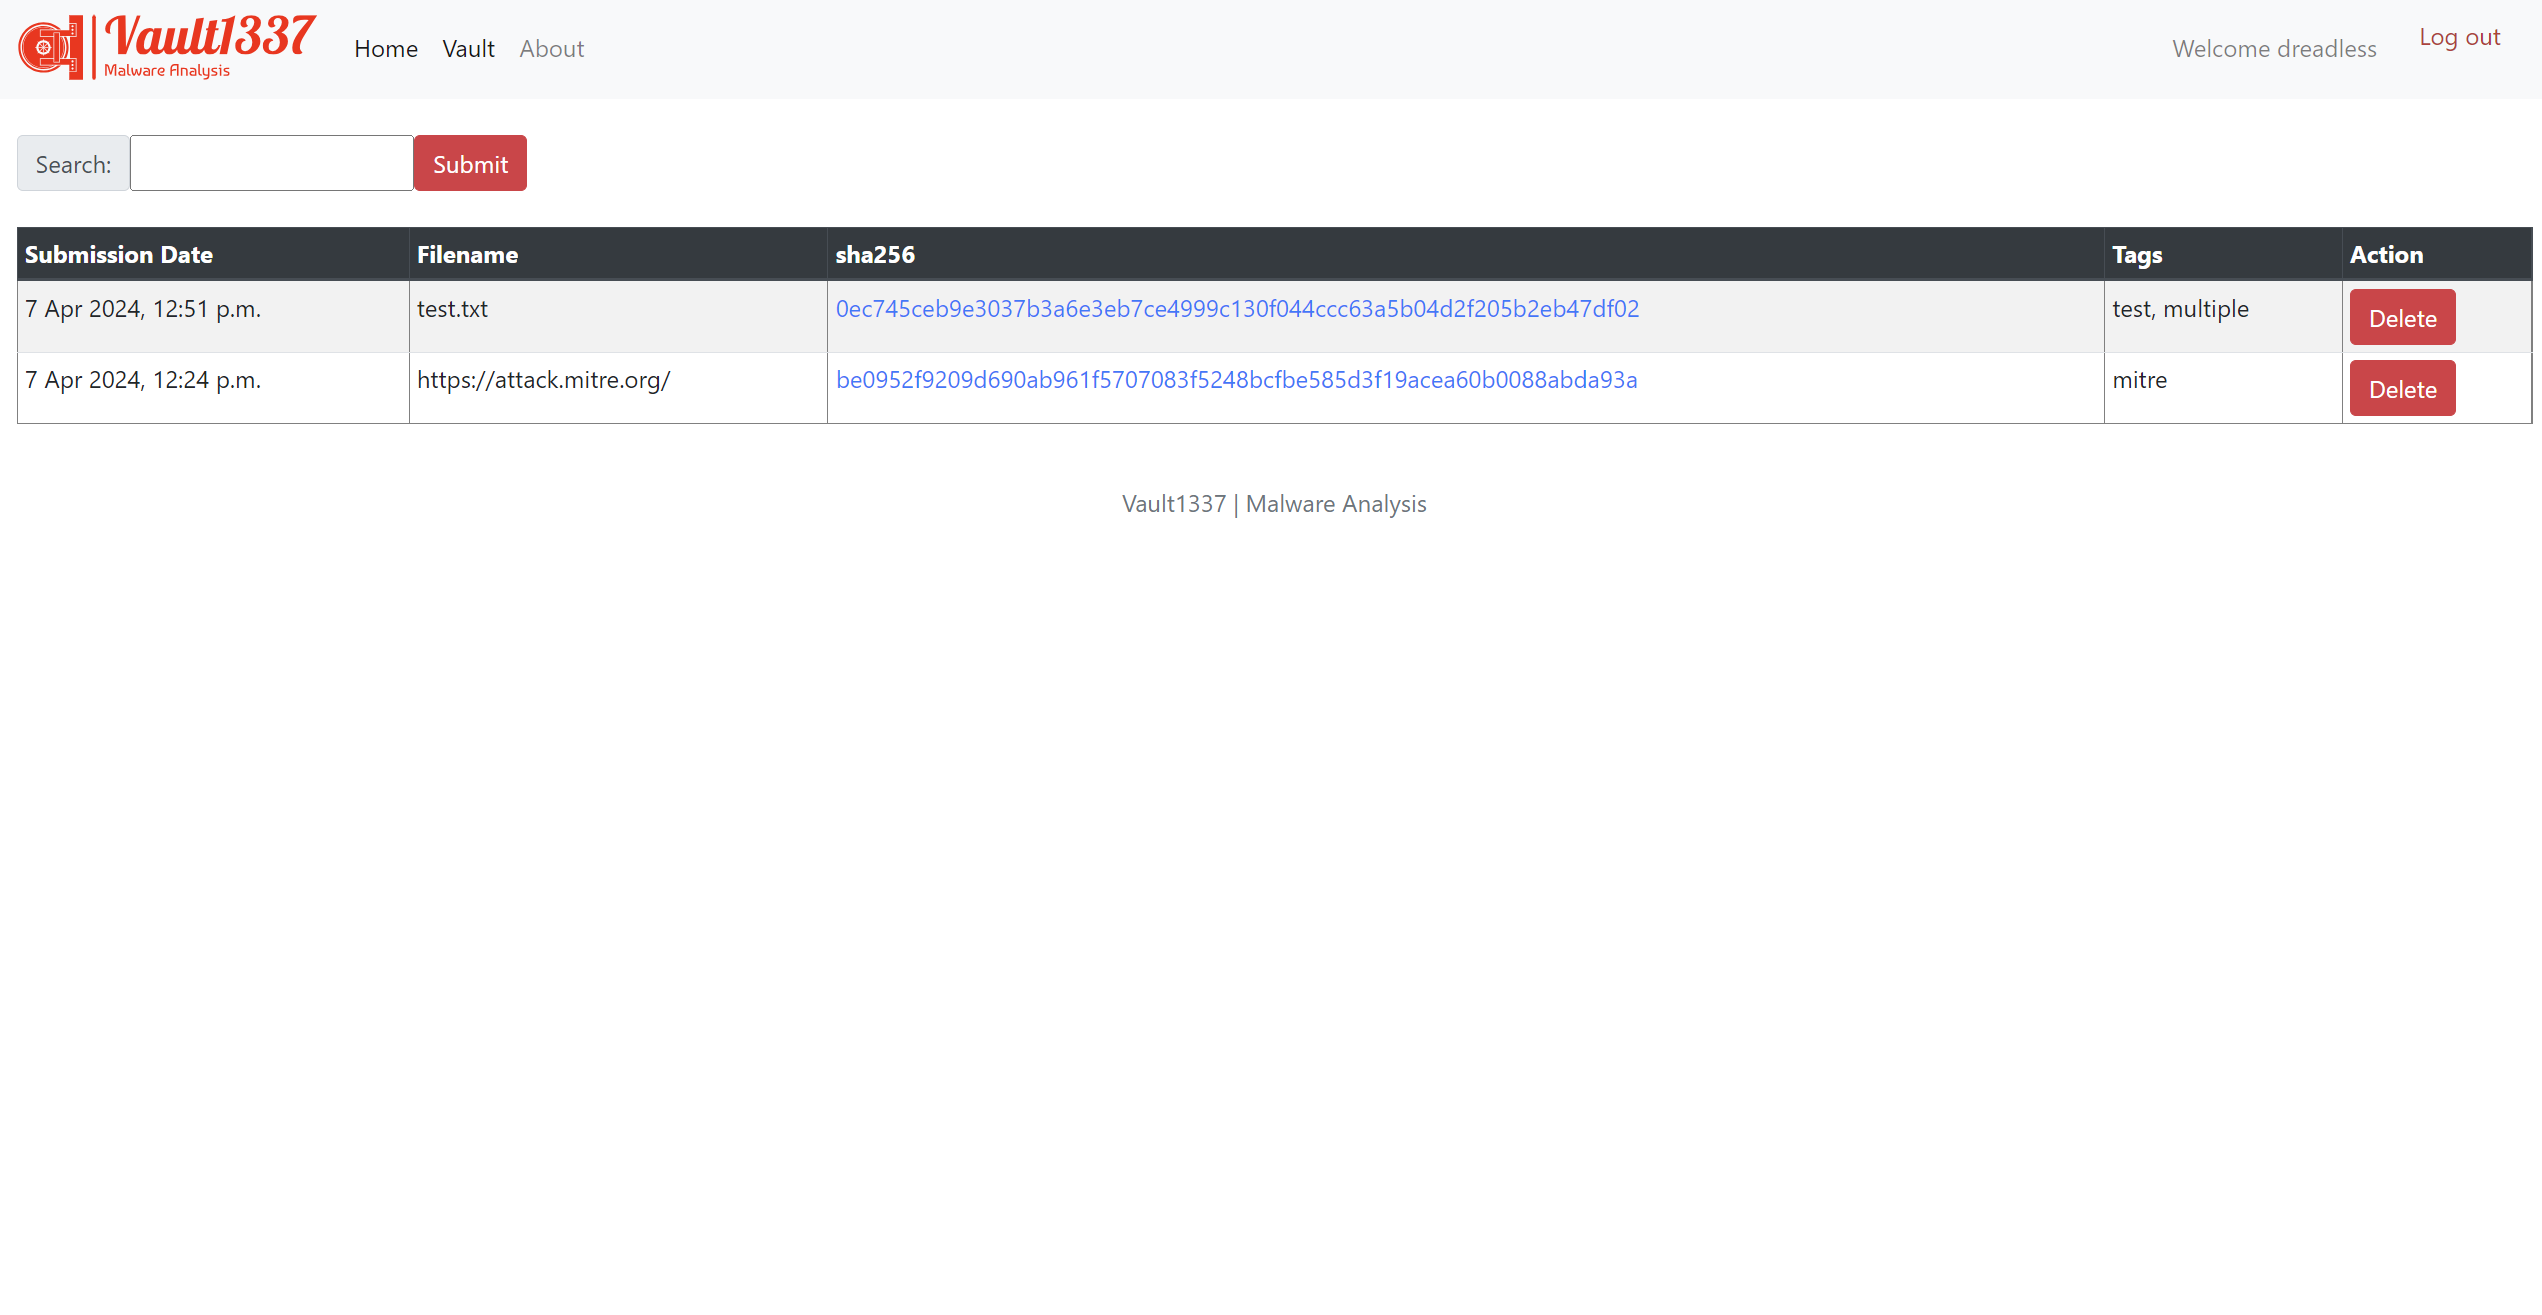 Vault1337
Malware Analysis
Home Vault About
Welcome dreadless
Log out
Search: Submit
Submission Date Filename sha256 Tags Action
7 Apr 2024, 12:51 p.m. test.txt 0ec745ceb9e3037b3a6e3eb7ce4999c130f044ccc63a5b04d2f205b2eb47df02 test, multiple Delete
7 Apr 2024, 12:24 p.m. https://attack.mitre.org/ be0952f9209d690ab961f5707083f5248bcfbe585d3f19acea60b0088abda93a mitre Delete
Vault1337 | Malware Analysis